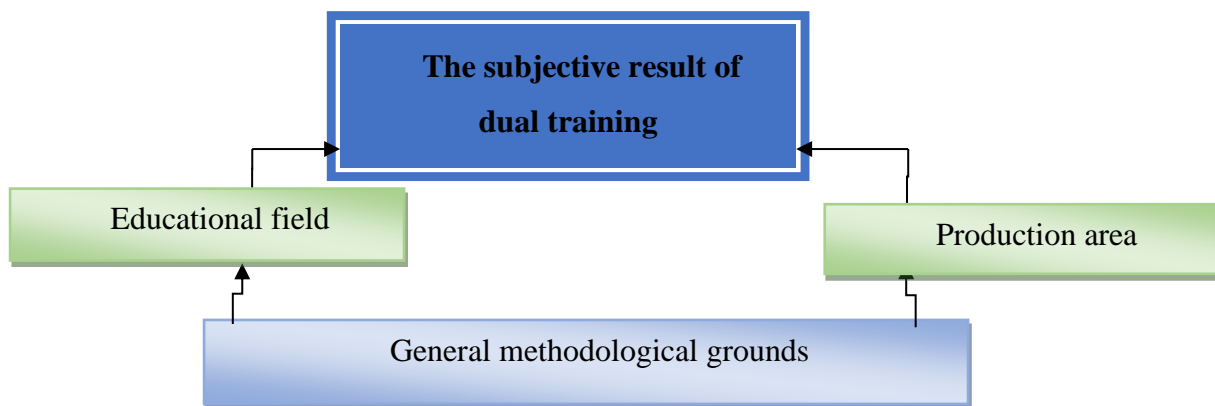 The subjective result of
dual training
Educational field
Production area
General methodological grounds